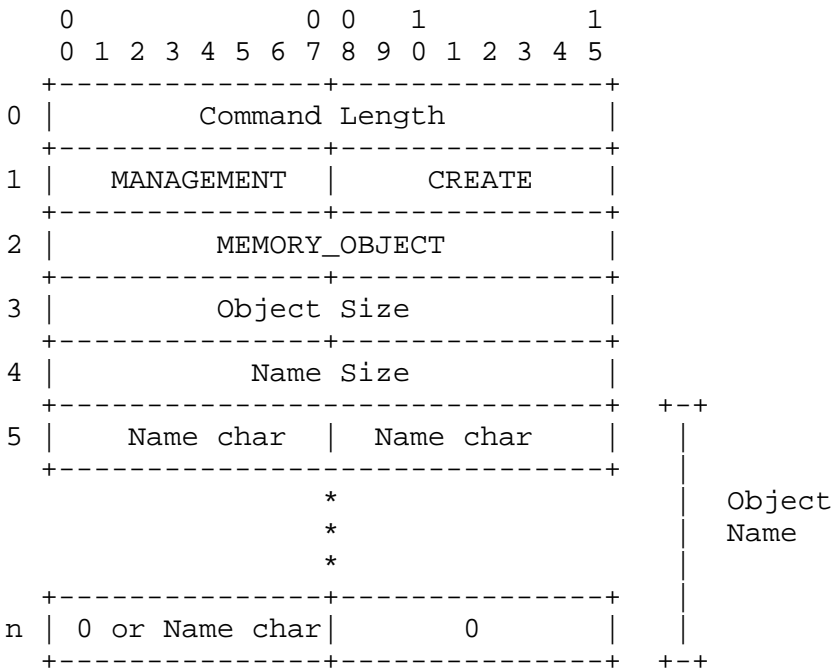 0 0 0 1 1
0 1 2 3 4 5 6 7 8 9 0 1 2 3 4 5
+---------------+---------------+
0 | Command Length |
+---------------+---------------+
1 | MANAGEMENT | CREATE |
+---------------+---------------+
2 | MEMORY_OBJECT |
+---------------+---------------+
3 | Object Size |
+---------------+---------------+
4 | Name Size |
+-------------------------------+ +-+
5 | Name char | Name char | |
+-------------------------------+ |
* | Object
* | Name
* |
+---------------+---------------+ |
n | 0 or Name char| 0 | |
+---------------+---------------+ +-+